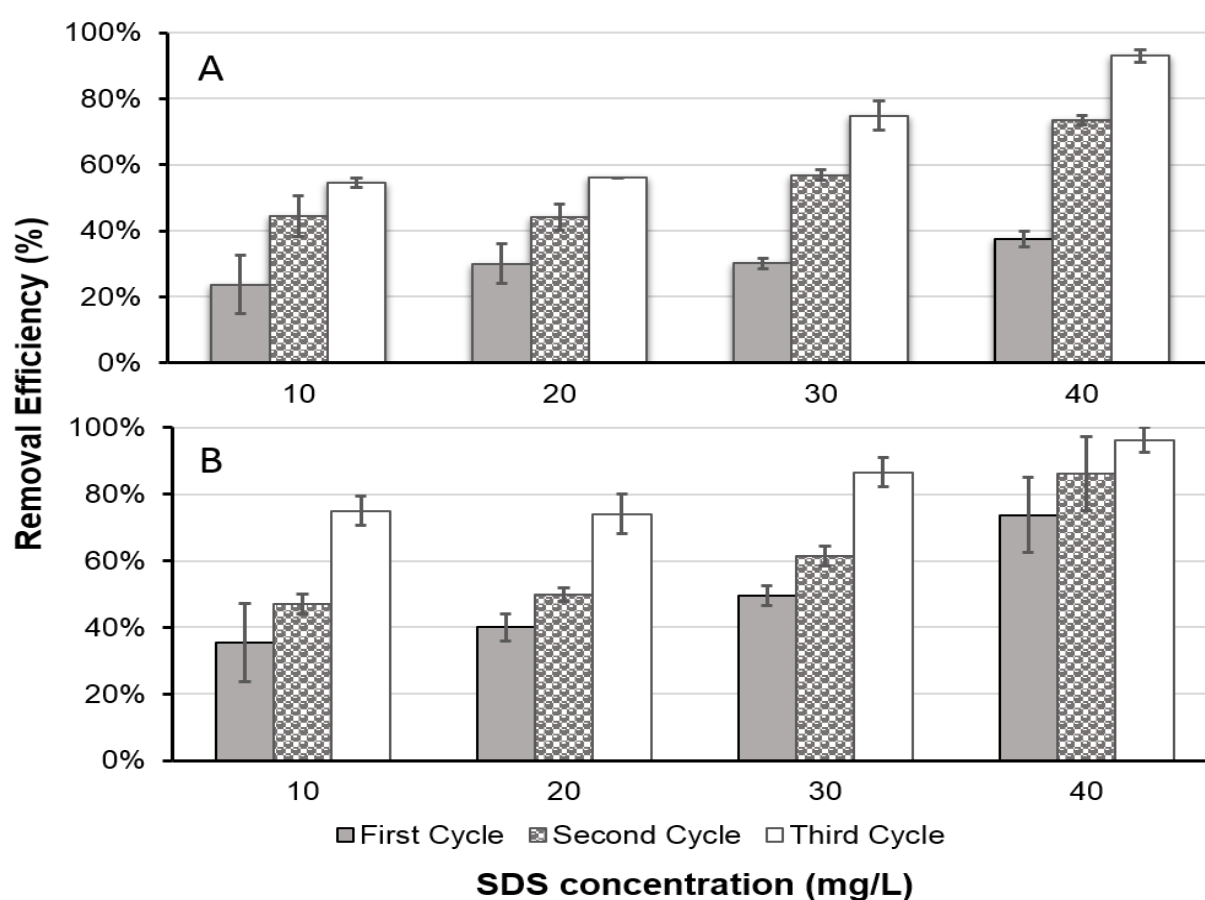 Removal Efficiency (%)
100%
80%
60%
40%
20%
0%
A
10 20 30 40
100%
80%
60%
40%
20%
0%
B
10 20 30 40
First Cycle Second Cycle Third Cycle
SDS concentration (mg/L)